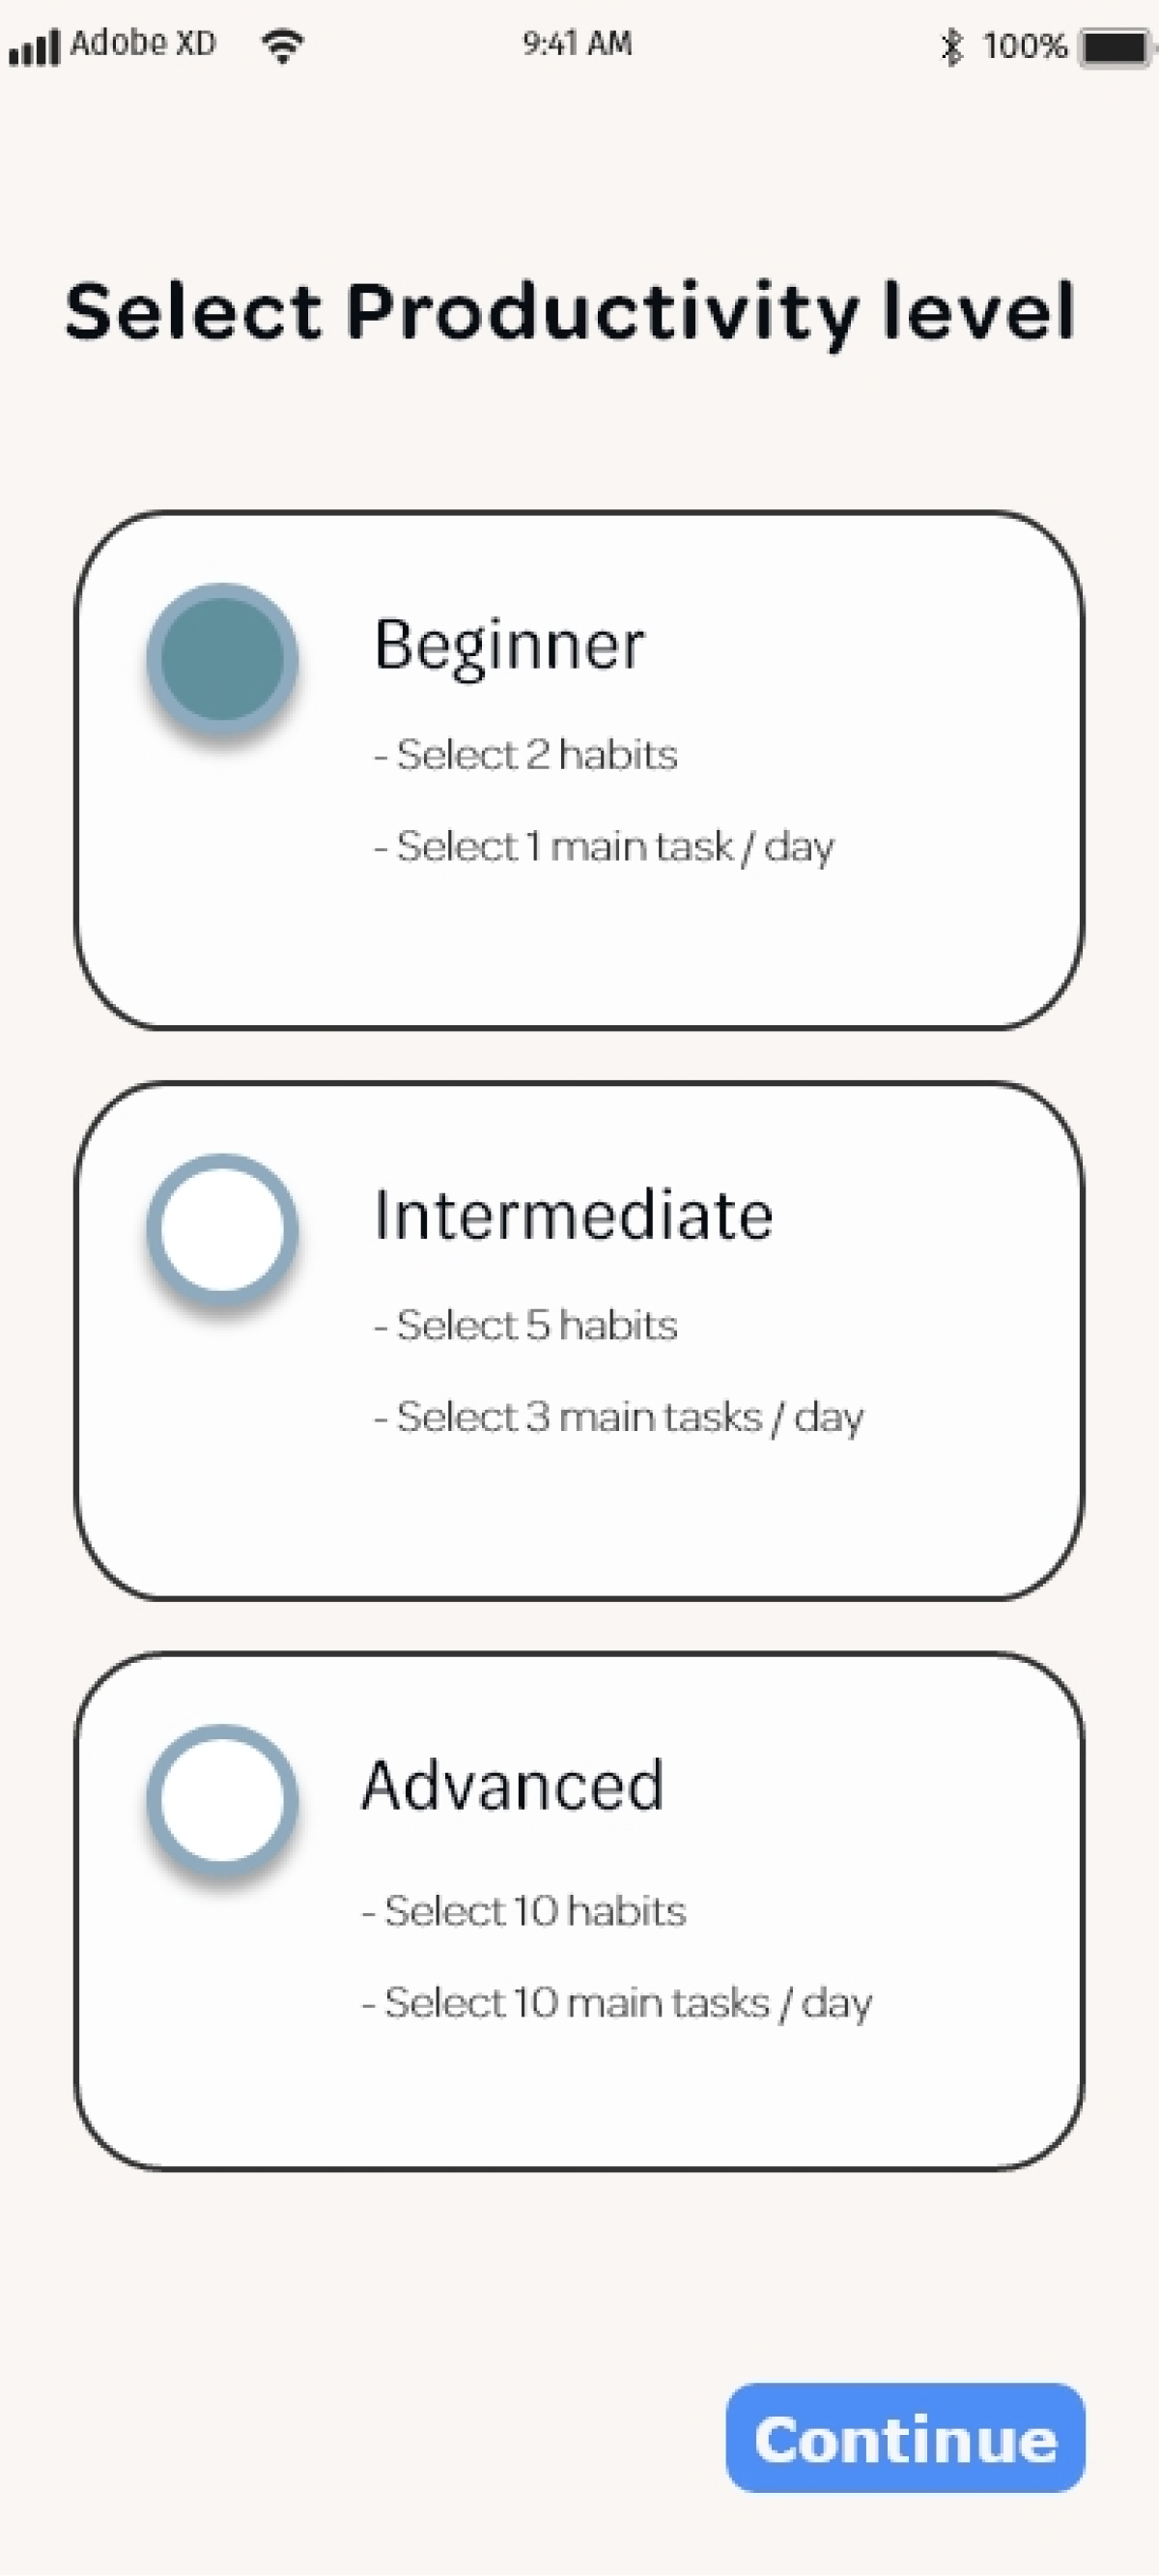 Adobe XD 9:41 AM 100%
Select Productivity level
Beginner
- Select 2 habits
- Select 1 main task / day
Intermediate
- Select 5 habits
- Select 3 main tasks / day
Advanced
- Select 10 habits
- Select 10 main tasks / day
Continue